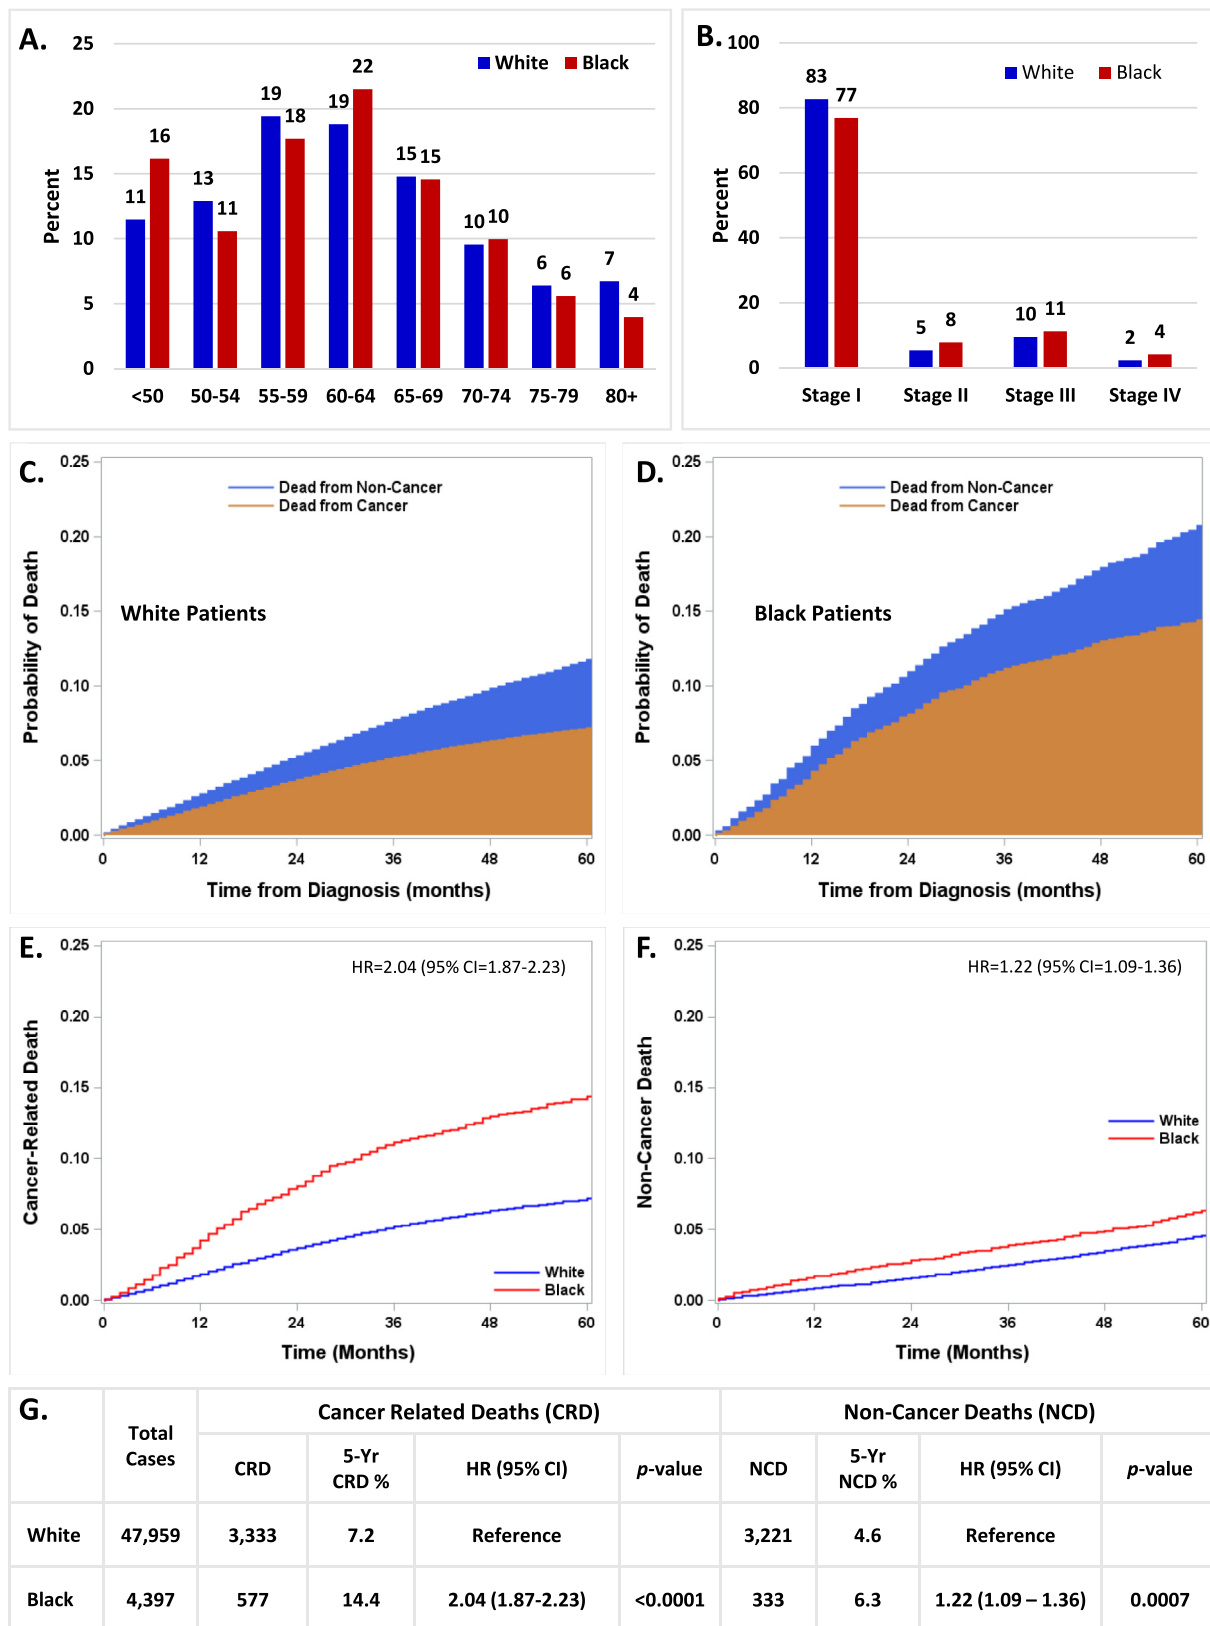 A.
Percent
25
20
15
10
5
0
White Black
11 16 13 11 19 18 19 22 15 15 10 10 6 6 7 4
<50 50-54 55-59 60-64 65-69 70-74 75-79 80+
B.
Percent
100
80
60
40
20
0
White Black
83 77 5 8 10 11 2 4
Stage I Stage II Stage III Stage IV
C.
Probability of Death
0.25
0.20
0.15
0.10
0.05
0.00
Dead from Non-Cancer
Dead from Cancer
White Patients
0 12 24 36 48 60
Time from Diagnosis (months)
D.
Probability of Death
0.25
0.20
0.15
0.10
0.05
0.00
Dead from Non-Cancer
Dead from Cancer
Black Patients
0 12 24 36 48 60
Time from Diagnosis (months)
E.
Cancer-Related Death
0.25
0.20
0.15
0.10
0.05
0.00
HR=2.04 (95% CI=1.87-2.23)
White
Black
0 12 24 36 48 60
Time (Months)
F.
Non-Cancer Death
0.25
0.20
0.15
0.10
0.05
0.00
HR=1.22 (95% CI=1.09-1.36)
White
Black
0 12 24 36 48 60
Time (Months)
G.
Total
Cases
Cancer Related Deaths (CRD) Non-Cancer Deaths (NCD)
CRD 5-Yr CRD % HR (95% CI) p-value NCD 5-Yr NCD % HR (95% CI) p-value
White 47,959 3,333 7.2 Reference 3,221 4.6 Reference
Black 4,397 577 14.4 2.04 (1.87-2.23) <0.0001 333 6.3 1.22 (1.09 – 1.36) 0.0007